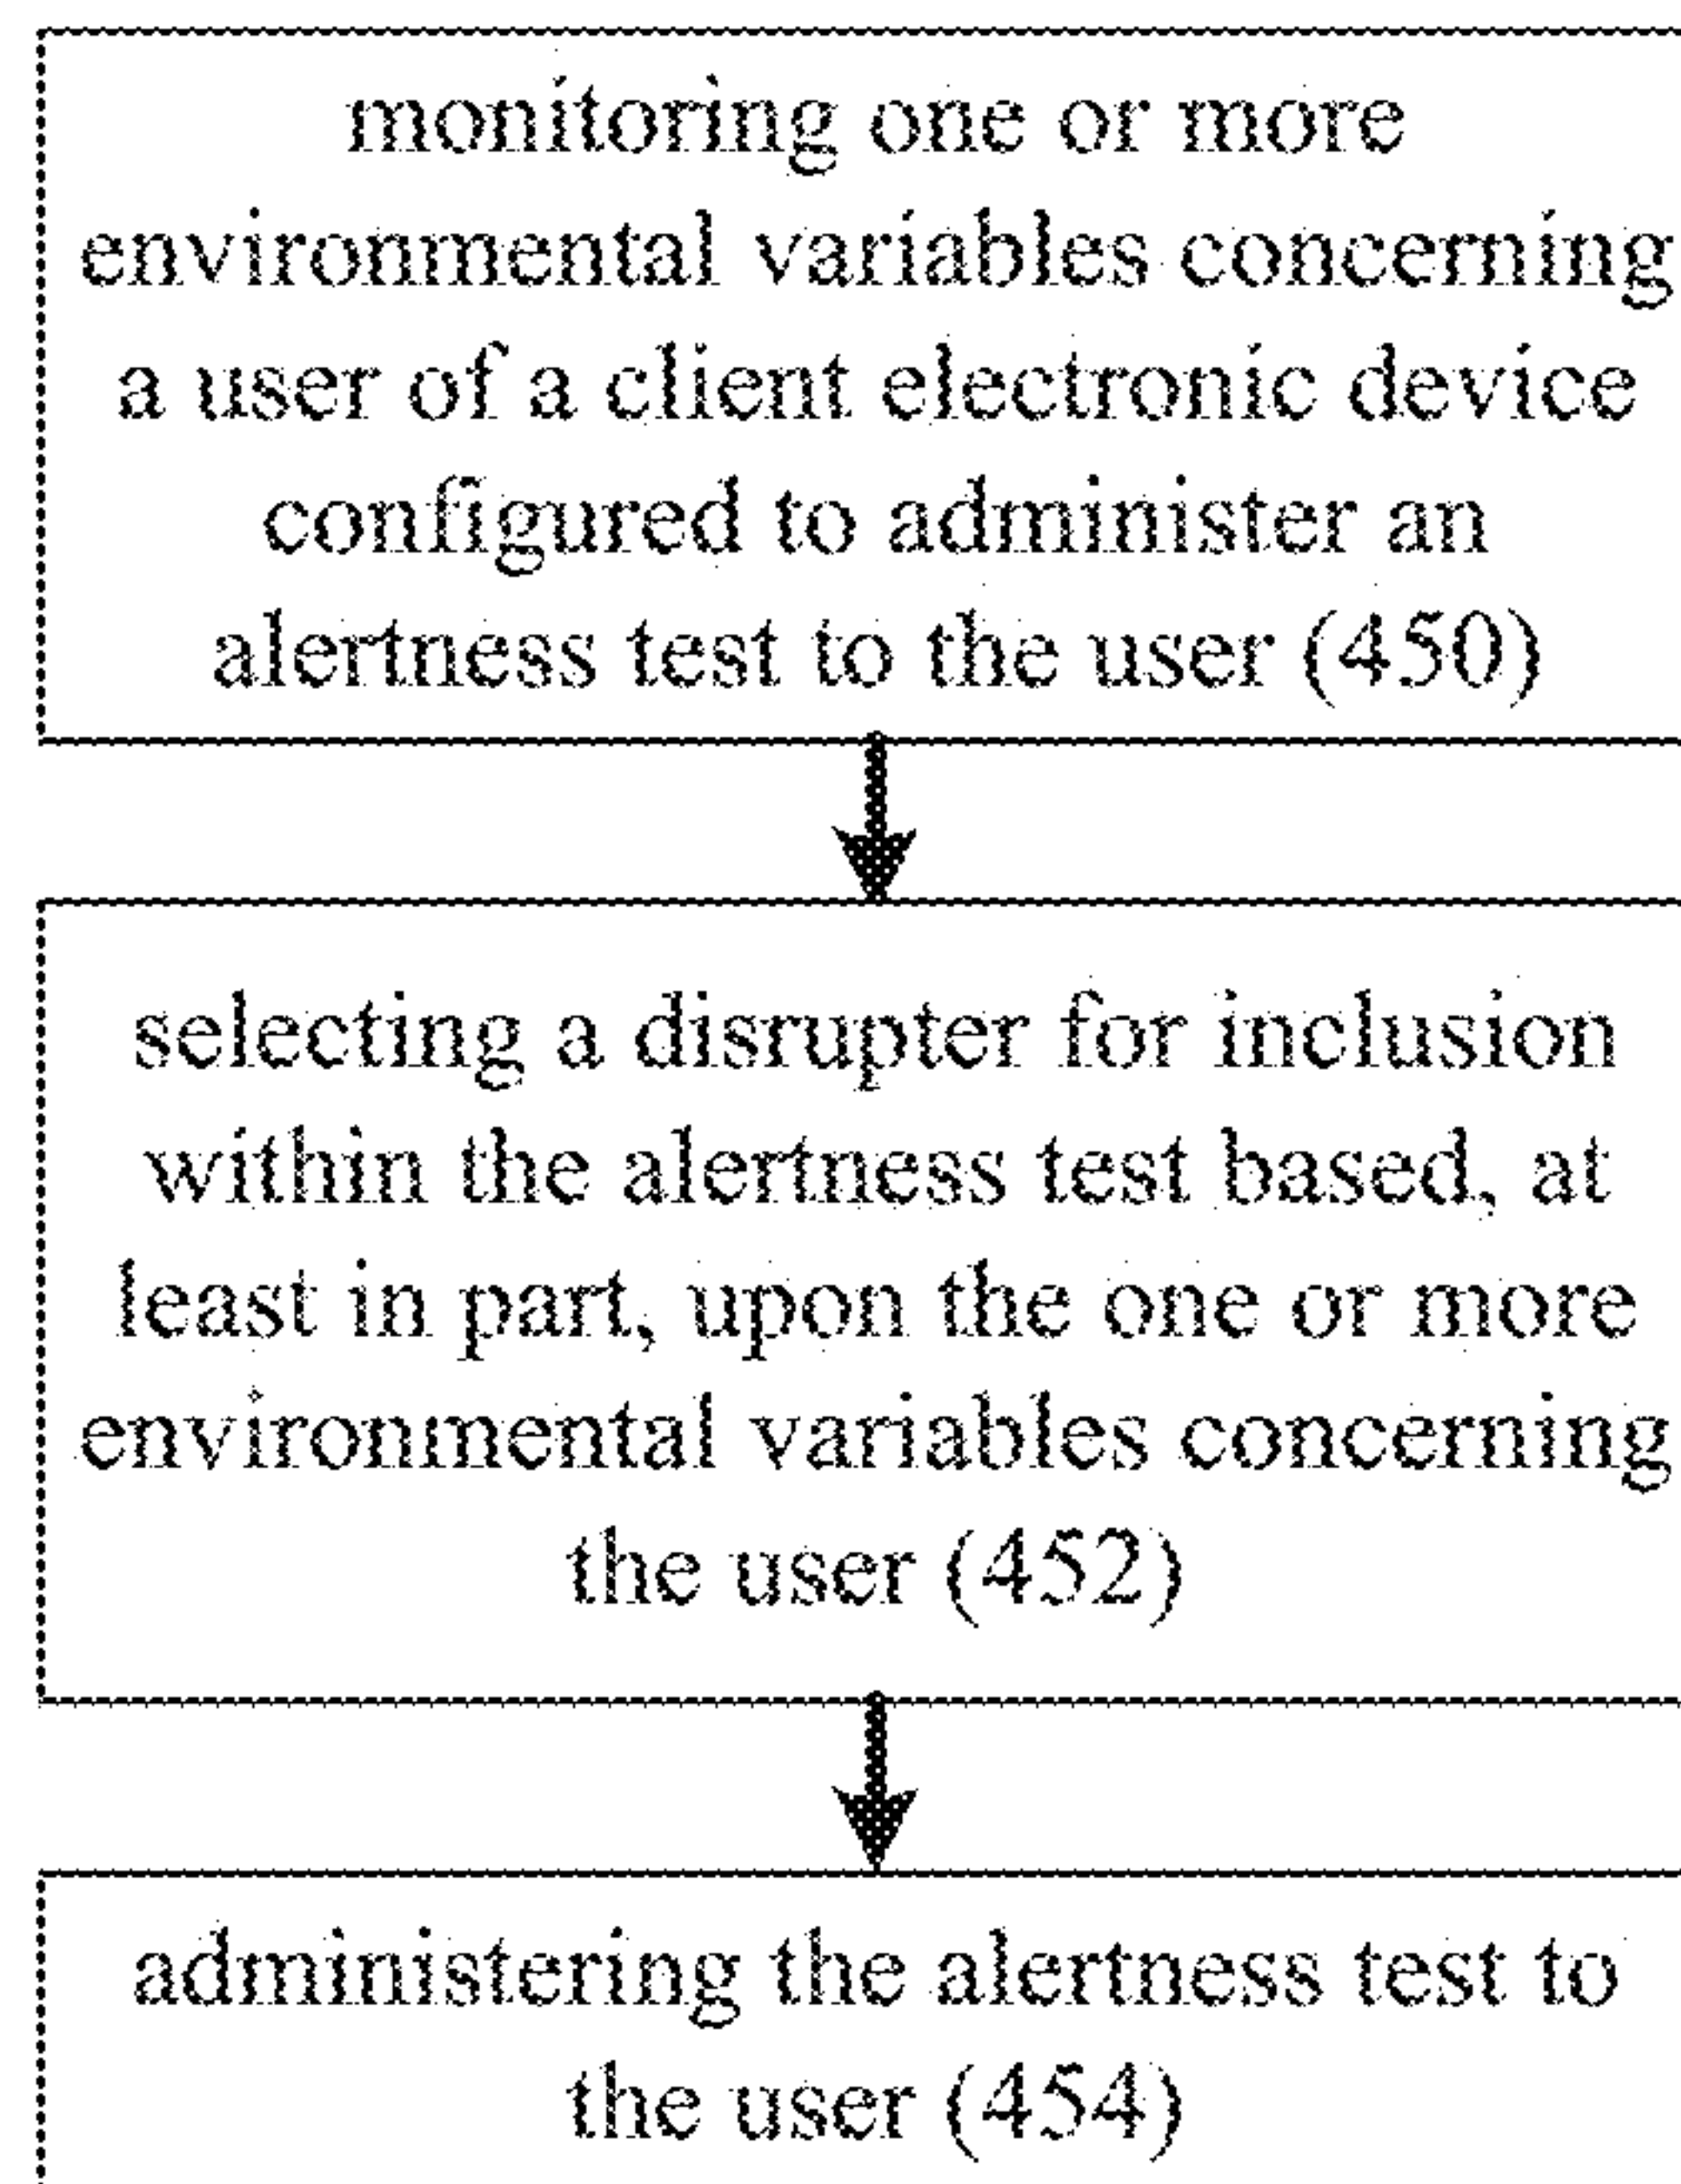 monitoring one or more
environmental variables concerning
a user of a client electronic device
configured to administer an
alertness test to the user (450)
selecting a disrupter for inclusion
within the alertness test based, at
least in part, upon the one or more
environmental variables concerning
the user (452)
administering the alertness test to
the user (454)